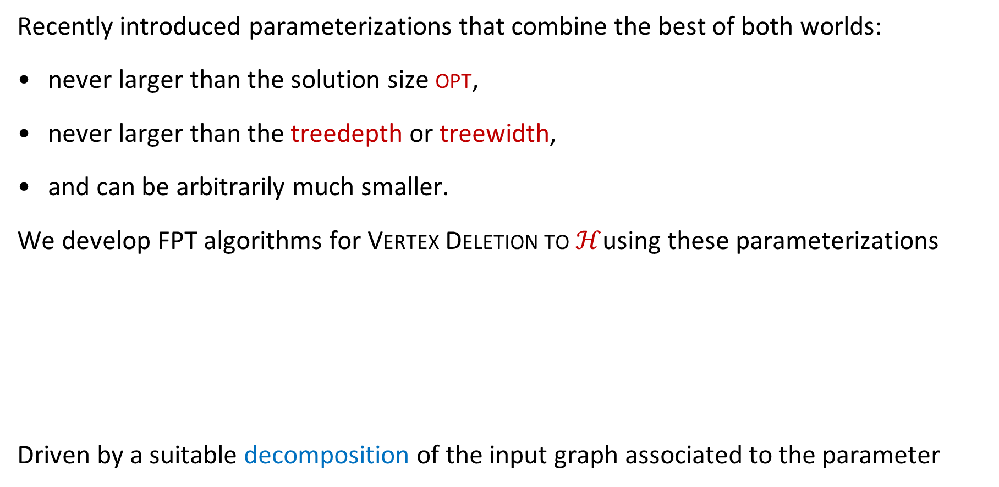 Recently introduced parameterizations that combine the best of both worlds:
• never larger than the solution size OPT,
• never larger than the treedepth or treewidth,
• and can be arbitrarily much smaller.
We develop FPT algorithms for VERTEX DELETION TO ℋ using these parameterizations
Driven by a suitable decomposition of the input graph associated to the parameter